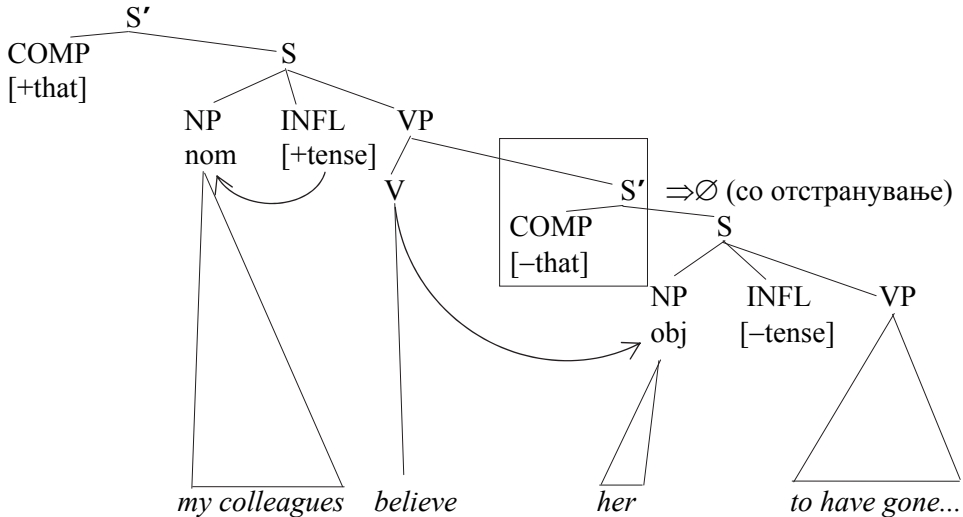 S′
COMP S
[+that]
NP INFL VP
nom [+tense]
V S′ ⇒∅ (со отстранување)
COMP S
[−that]
NP INFL VP
obj [−tense]
my colleagues believe her to have gone...